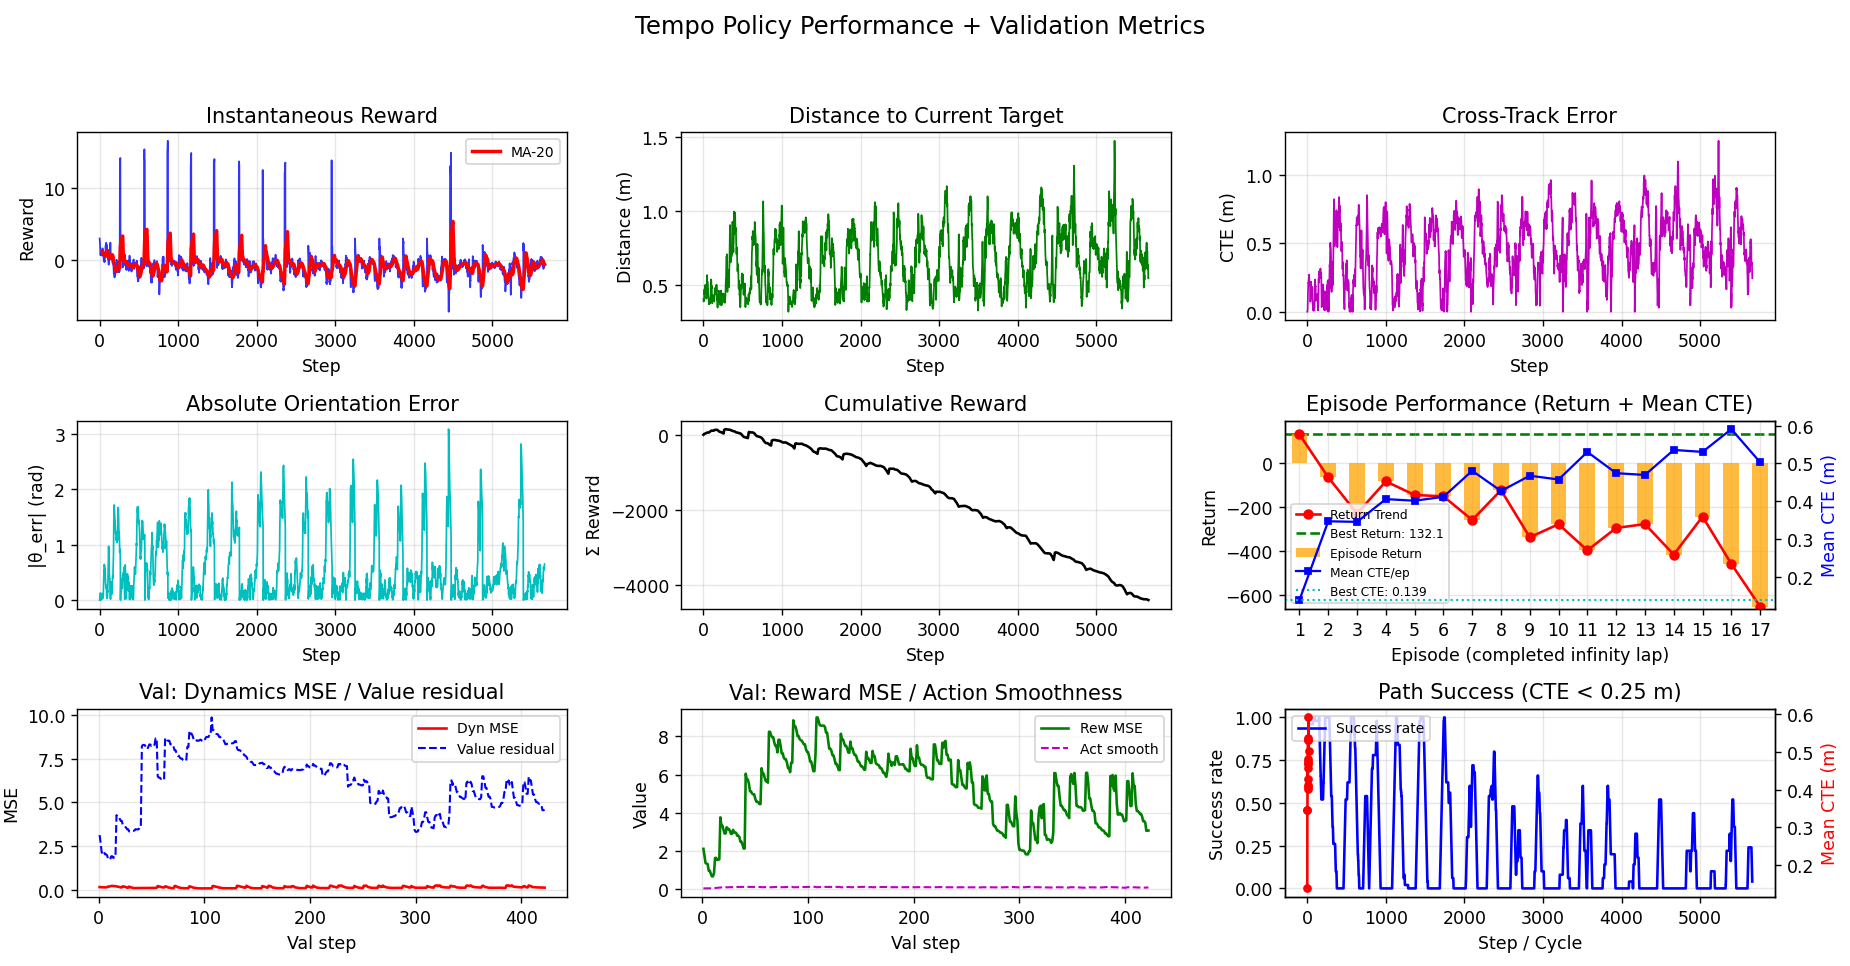 Tempo Policy Performance + Validation Metrics
Instantaneous Reward
Reward
10
0
MA-20
0 1000 2000 3000 4000 5000
Step
Distance to Current Target
Distance (m)
1.5
1.0
0.5
0 1000 2000 3000 4000 5000
Step
Cross-Track Error
CTE (m)
1.0
0.5
0.0
0 1000 2000 3000 4000 5000
Step
Absolute Orientation Error
|θ_err| (rad)
3
2
1
0
0 1000 2000 3000 4000 5000
Step
Cumulative Reward
Σ Reward
0
−2000
−4000
0 1000 2000 3000 4000 5000
Step
Episode Performance (Return + Mean CTE)
Return
0
−200
−400
−600
Return Trend
Best Return: 132.1
Episode Return
Mean CTE/ep
Best CTE: 0.139
0.6
0.5
0.4
0.3
0.2
Mean CTE (m)
1 2 3 4 5 6 7 8 9 10 11 12 13 14 15 16 17
Episode (completed infinity lap)
Val: Dynamics MSE / Value residual
MSE
10.0
7.5
5.0
2.5
0.0
Dyn MSE
Value residual
0 100 200 300 400
Val step
Val: Reward MSE / Action Smoothness
Value
8
6
4
2
0
Rew MSE
Act smooth
0 100 200 300 400
Val step
Path Success (CTE < 0.25 m)
Success rate
1.00
0.75
0.50
0.25
0.00
Success rate
0.6
0.5
0.4
0.3
0.2
Mean CTE (m)
0 1000 2000 3000 4000 5000
Step / Cycle